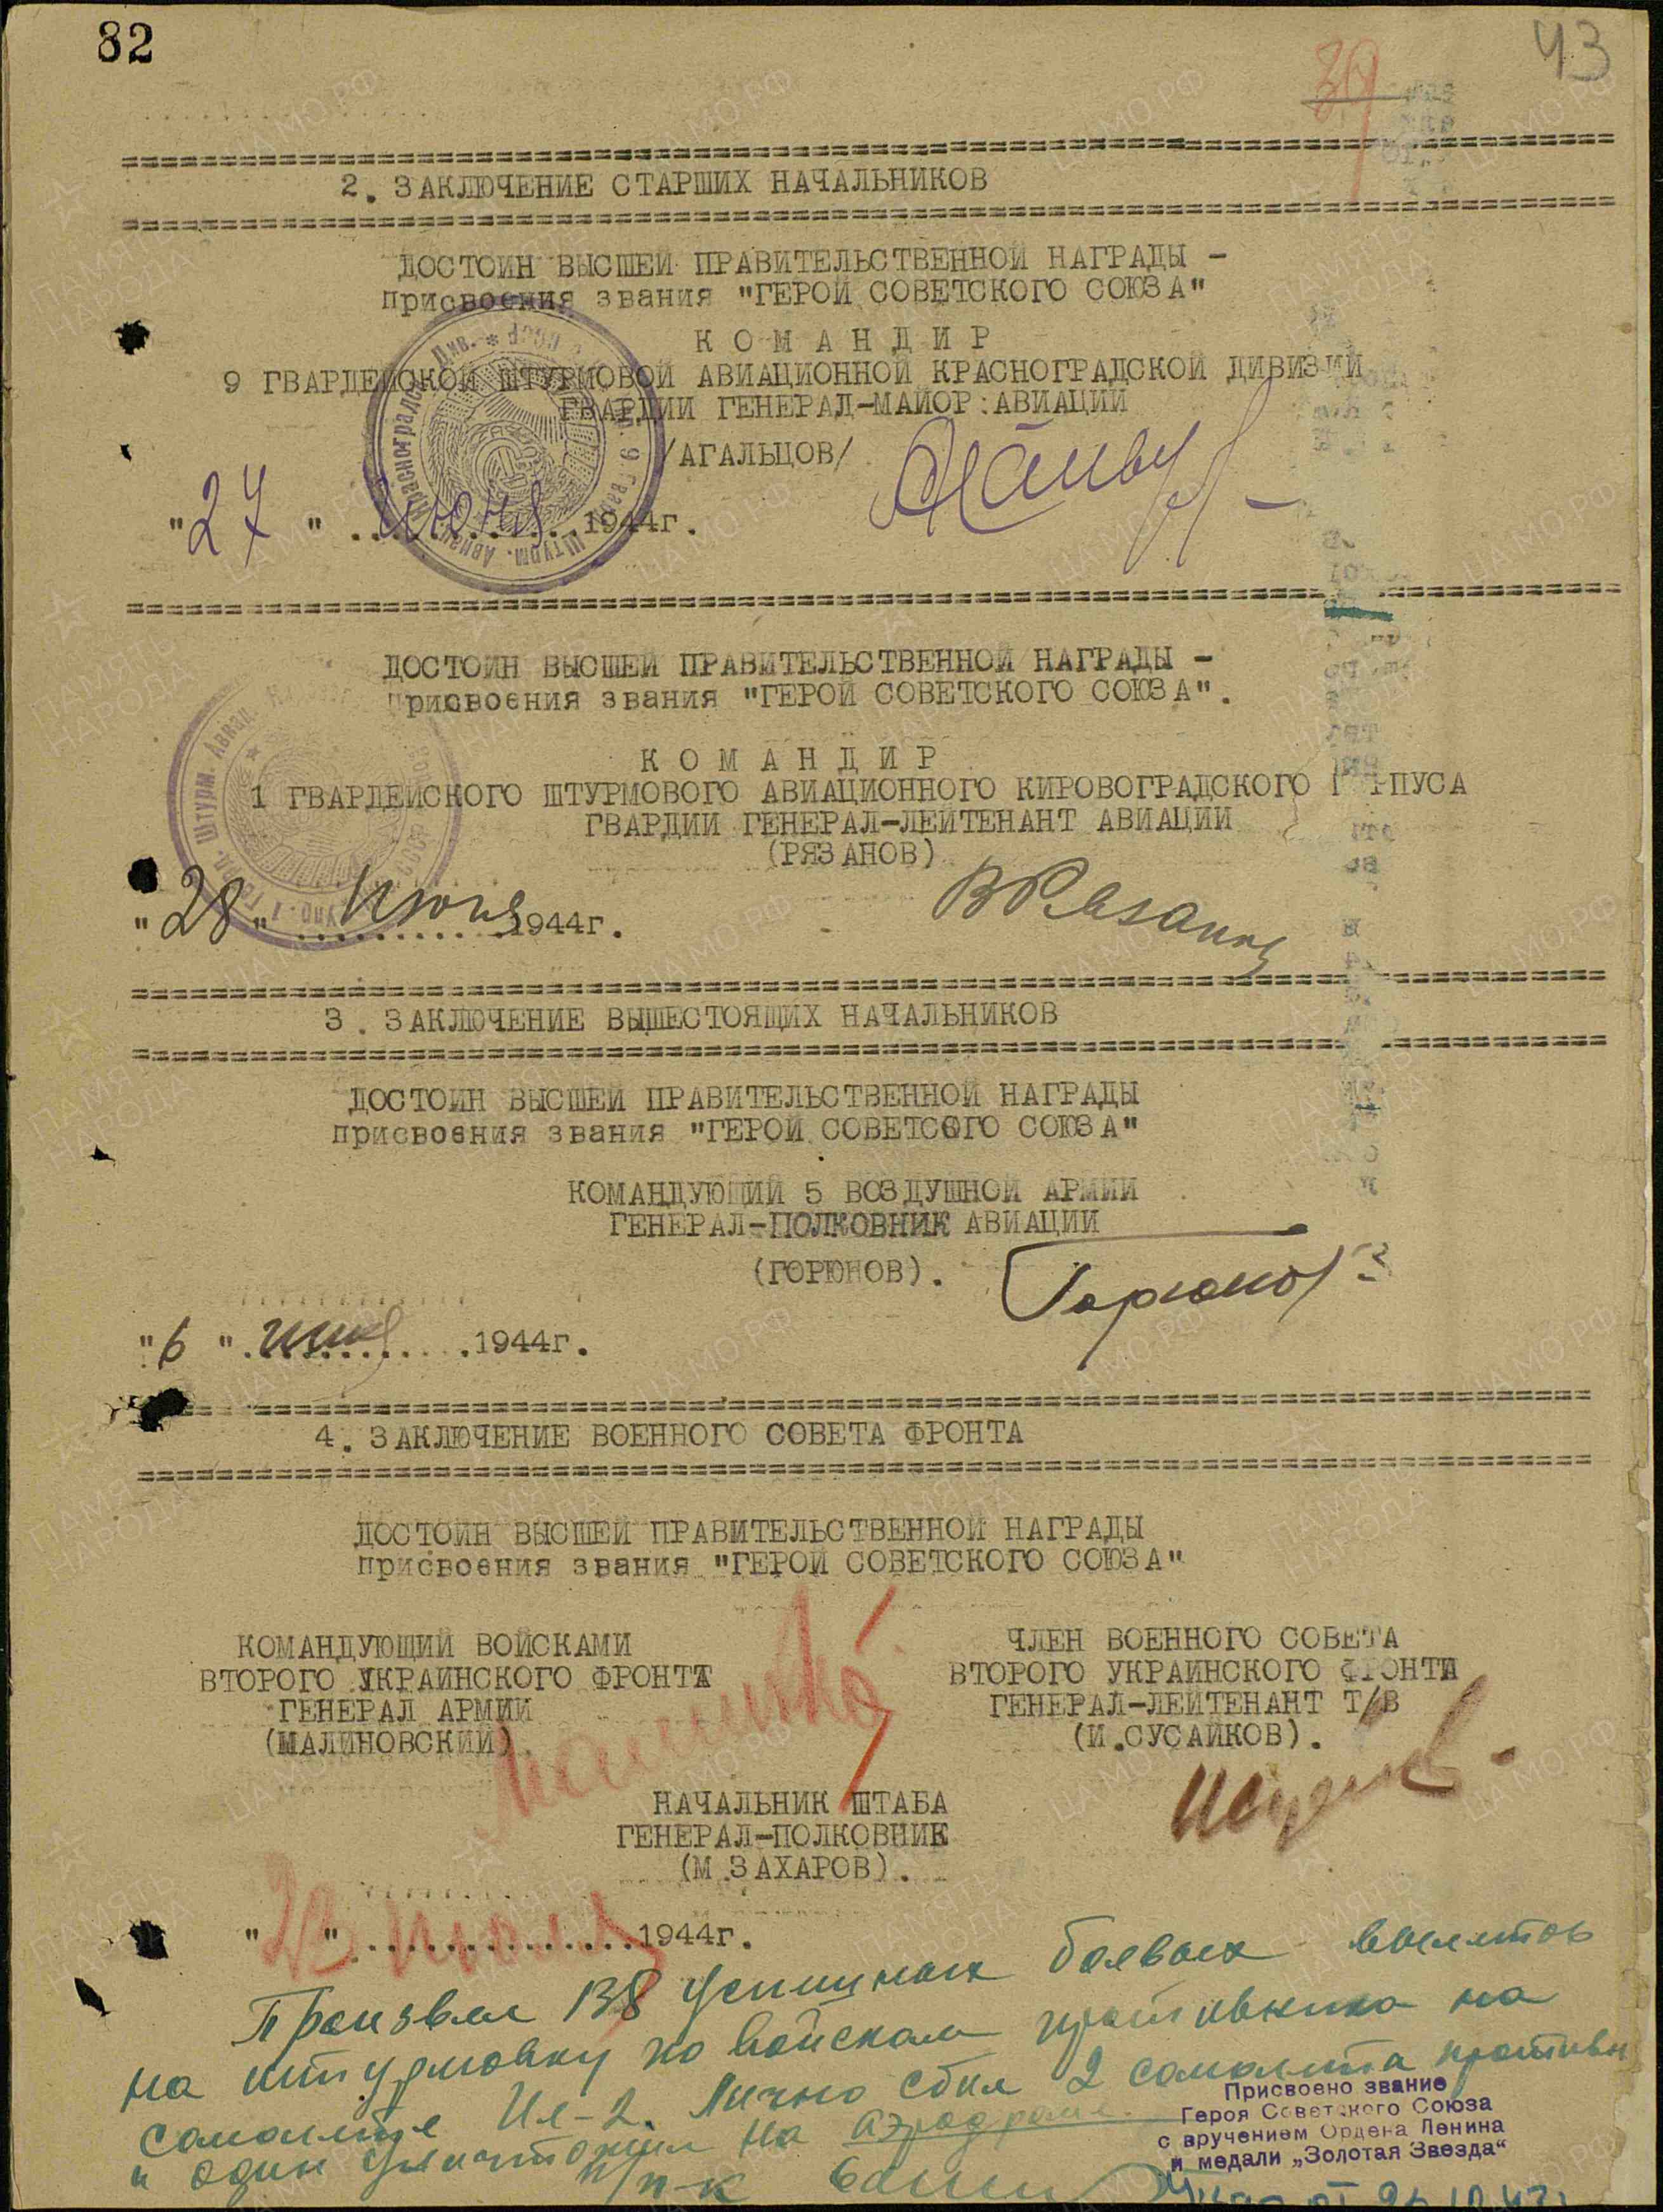 82
39
43
2. ЗАКЛЮЧЕНИЕ СТАРШИХ НАЧАЛЬНИКОВ
ДОСТОИН ВЫСШЕЙ ПРАВИТЕЛЬСТВЕННОЙ НАГРАДЫ –
присвоения звания "ГЕРОЙ СОВЕТСКОГО СОЮЗА"
К О М А Н Д И Р
9 ГВАРДЕЙСКОЙ ШТУРМОВОЙ АВИАЦИОННОЙ КРАСНОГРАДСКОЙ ДИВИЗИИ
ГВАРДИИ ГЕНЕРАЛ-МАЙОР АВИАЦИИ
/АГАЛЬЦОВ/
"27" июня 1944г.
ДОСТОИН ВЫСШЕЙ ПРАВИТЕЛЬСТВЕННОЙ НАГРАДЫ –
присвоения звания "ГЕРОЙ СОВЕТСКОГО СОЮЗА".
К О М А Н Д И Р
1 ГВАРДЕЙСКОГО ШТУРМОВОГО АВИАЦИОННОГО КИРОВОГРАДСКОГО К РПУСА
ГВАРДИИ ГЕНЕРАЛ-ЛЕЙТЕНАНТ АВИАЦИИ
(РЯЗАНОВ)
ВРязанов
"28" Июня 1944г.
3. ЗАКЛЮЧЕНИЕ ВЫШЕСТОЯЩИХ НАЧАЛЬНИКОВ
ДОСТОИН ВЫСШЕЙ ПРАВИТЕЛЬСТВЕННОЙ НАГРАДЫ
присвоения звания "ГЕРОЙ СОВЕТСОГО СОЮЗА"
КОМАНДУЮЩИЙ 5 ВОЗДУШНОЙ АРМИИ
ГЕНЕРАЛ-ПОЛКОВНИК АВИАЦИИ
(ГОРЮНОВ).
Горюнов
"6" 1944г.
4. ЗАКЛЮЧЕНИЕ ВОЕННОГО СОВЕТА ФРОНТА
ДОСТОИН ВЫСШЕЙ ПРАВИТЕЛЬСТВЕННОЙ НАГРАДЫ
присвоения звания "ГЕРОЙ СОВЕТСКОГО СОЮЗА"
КОМАНДУЮЩИЙ ВОЙСКАМИ
ВТОРОГО УКРАИНСКОГО ФРОНТА
ГЕНЕРАЛ АРМИИ
(МАЛИНОВСКИЙ)
ЧЛЕН ВОЕННОГО СОВЕТА
ВТОРОГО УКРАИНСКОГО ФРОНТА
ГЕНЕРАЛ-ЛЕЙТЕНАНТ Т/В
(И.СУСАЙКОВ).
НАЧАЛЬНИК ШТАБА
ГЕНЕРАЛ-ПОЛКОВНИК
(М.ЗАХАРОВ).
" " июля 1944г.
Произвел 138 успешных боевых вылетов
на штурмовку по войскам противника на
самолете Ил-2. Лично сбил 2 самолета противн
и один уничтожил на аэродроме.
п/п-к
Присвоено звание
Героя Советского Союза
с вручением Ордена Ленина
и медали „Золотая Звезда“